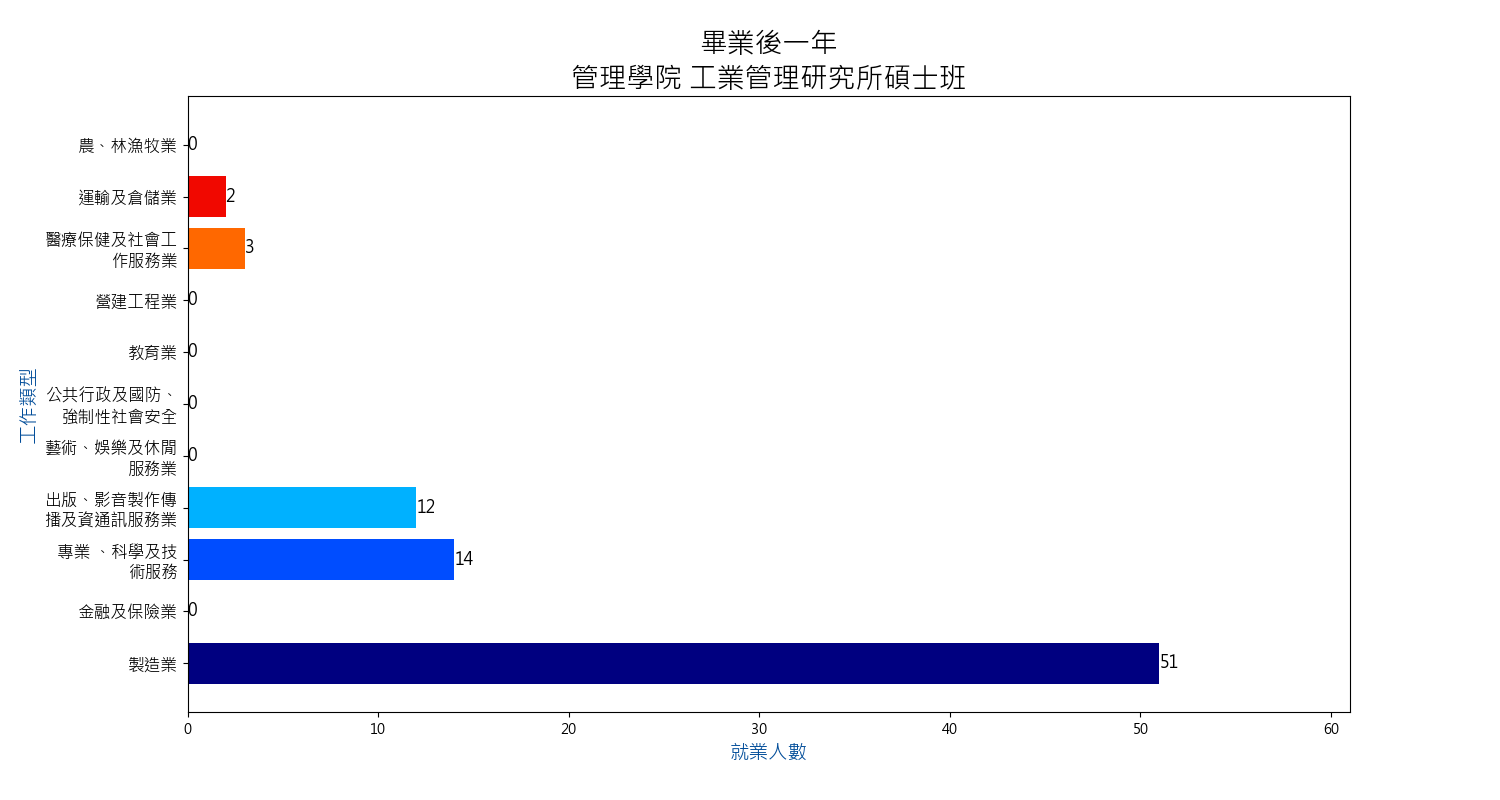 畢業後一年
管理學院 工業管理研究所碩士班
農、林漁牧業
0
運輸及倉儲業
2
醫療保健及社會工
作服務業
3
營建工程業
0
教育業
0
公共行政及國防、
強制性社會安全
0
藝術、娛樂及休閒
服務業
0
出版、影音製作傳
播及資通訊服務業
12
專業 、科學及技
術服務
14
金融及保險業
0
製造業
51
工作類型
0 10 20 30 40 50 60
就業人數